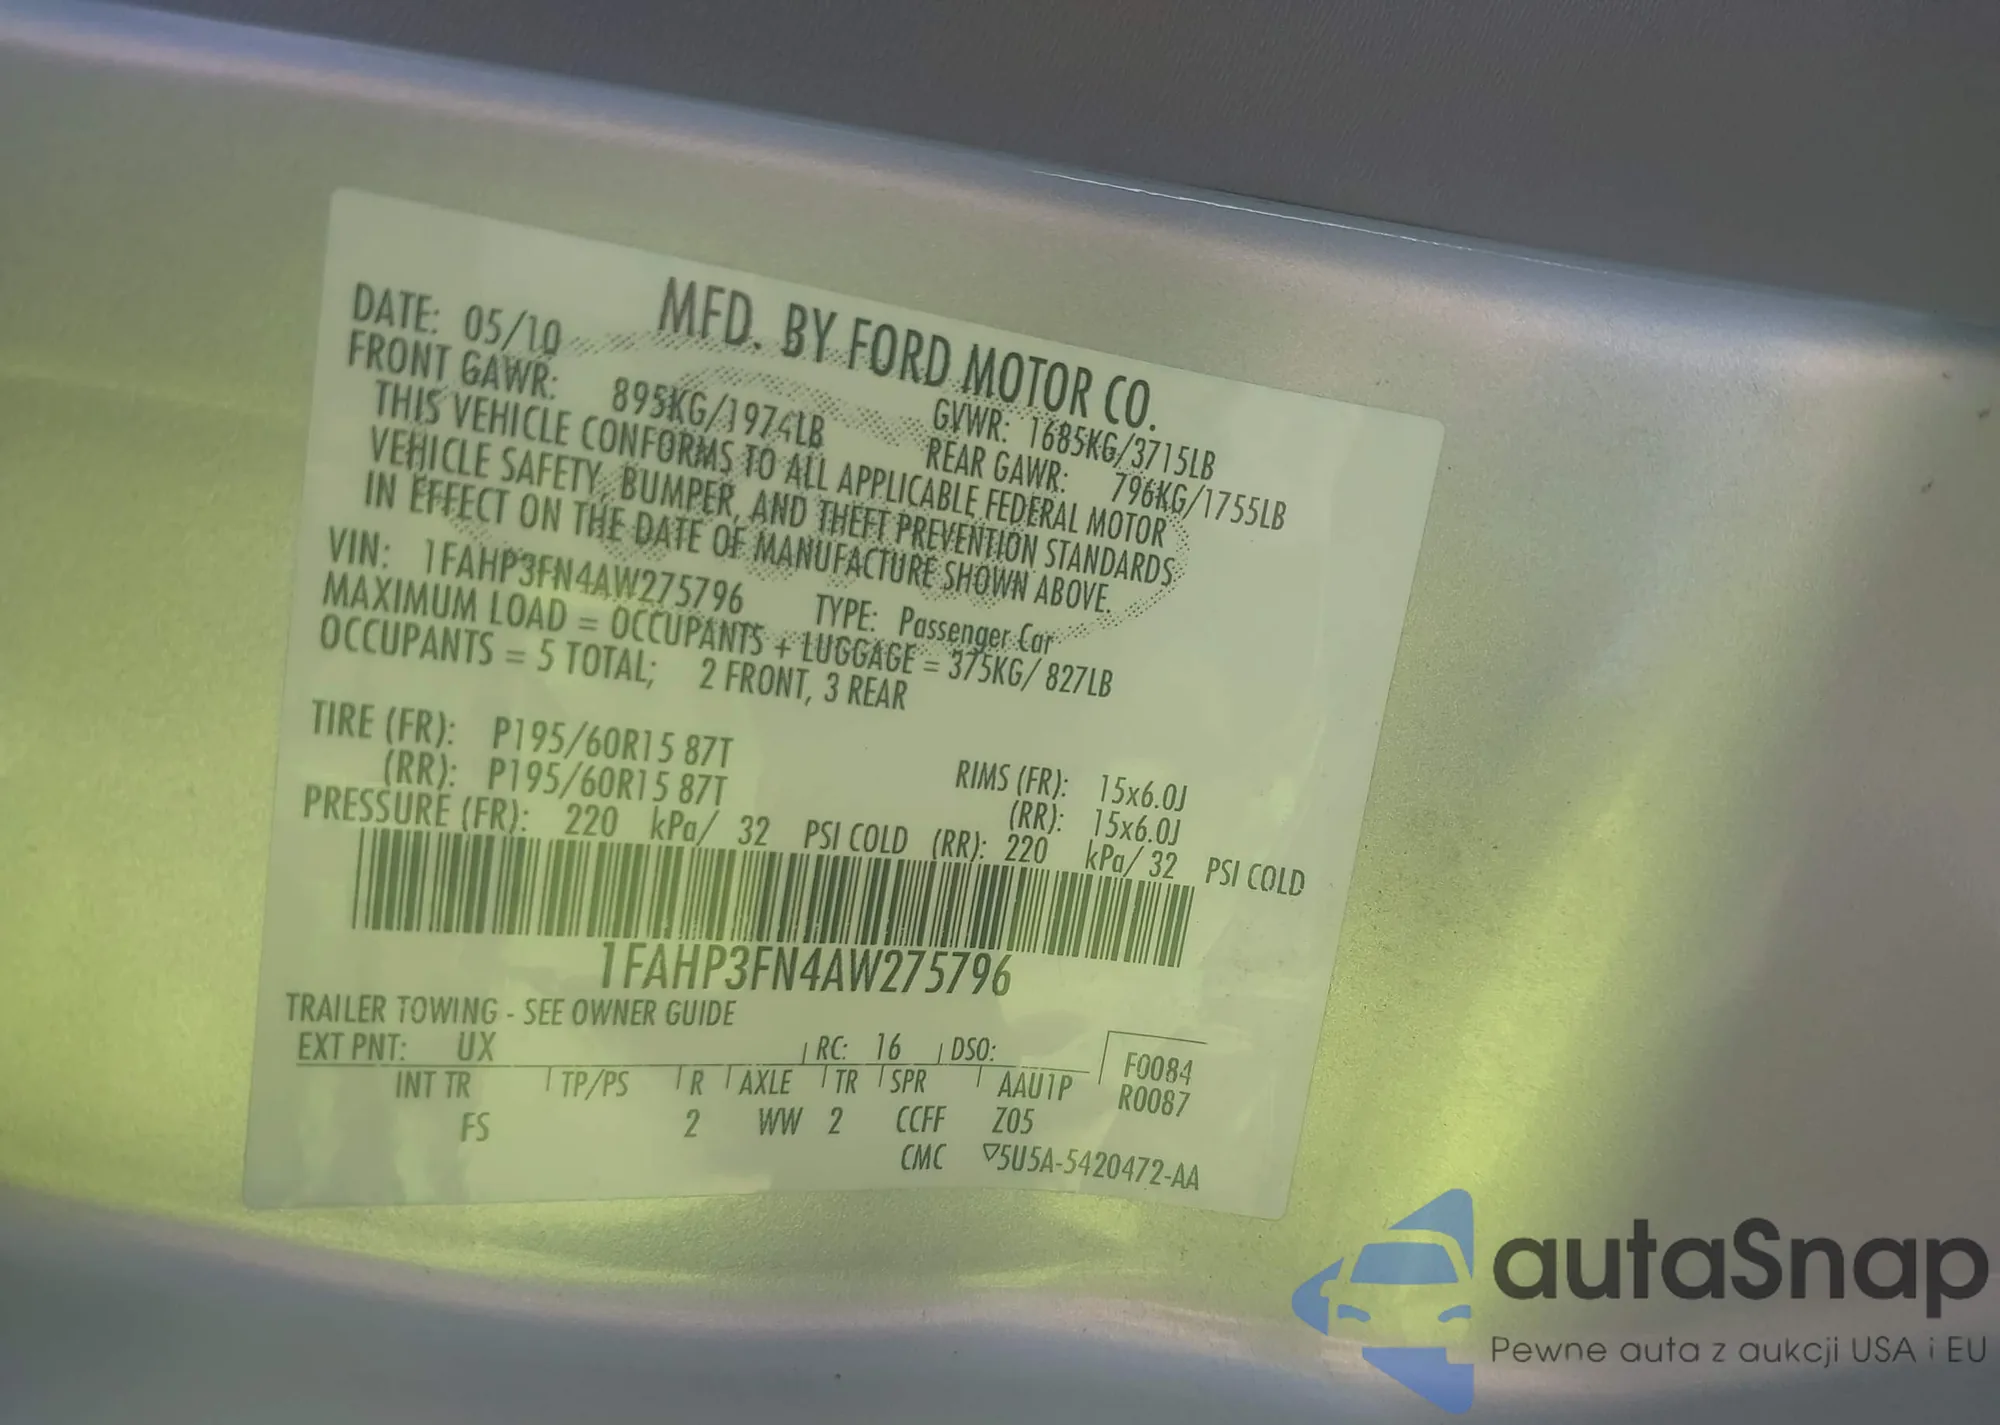 MFD. BY FORD MOTOR CO.
DATE: 05/10 GVWR: 1685KG/3715LB
FRONT GAWR: 895KG/1974LB REAR GAWR: 796KG/1755LB
THIS VEHICLE CONFORMS TO ALL APPLICABLE FEDERAL MOTOR
VEHICLE SAFETY, BUMPER, AND THEFT PREVENTION STANDARDS
IN EFFECT ON THE DATE OF MANUFACTURE SHOWN ABOVE.
VIN: 1FAHP3FN4AW275796 TYPE: Passenger Car
MAXIMUM LOAD = OCCUPANTS + LUGGAGE = 375KG/ 827LB
OCCUPANTS = 5 TOTAL; 2 FRONT, 3 REAR
TIRE (FR): P195/60R15 87T RIMS (FR): 15x6.0J
(RR): P195/60R15 87T (RR): 15x6.0J
PRESSURE (FR): 220 kPa/ 32 PSI COLD (RR): 220 kPa/ 32 PSI COLD
1FAHP3FN4AW275796
TRAILER TOWING - SEE OWNER GUIDE
EXT PNT: UX RC: 16 DSO: F0084
INT TR TP/PS R AXLE TR SPR AAU1P R0087
FS 2 WW 2 CCFF Z05
CMC ▽5U5A-5420472-AA
autaSnap
Pewne auta z aukcji USA i EU